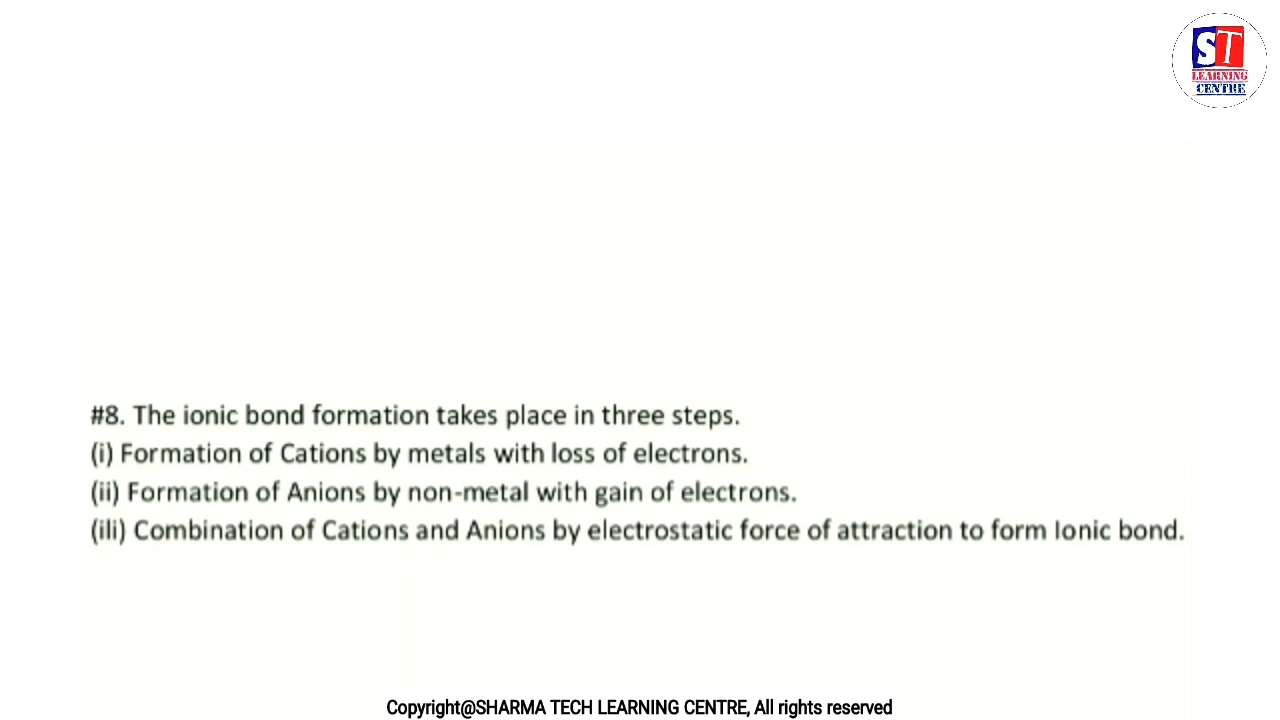 ST
LEARNING
CENTRE
#8. The ionic bond formation takes place in three steps.
(i) Formation of Cations by metals with loss of electrons.
(ii) Formation of Anions by non-metal with gain of electrons.
(ili) Combination of Cations and Anions by electrostatic force of attraction to form Ionic bond.
Copyright@SHARMA TECH LEARNING CENTRE, All rights reserved